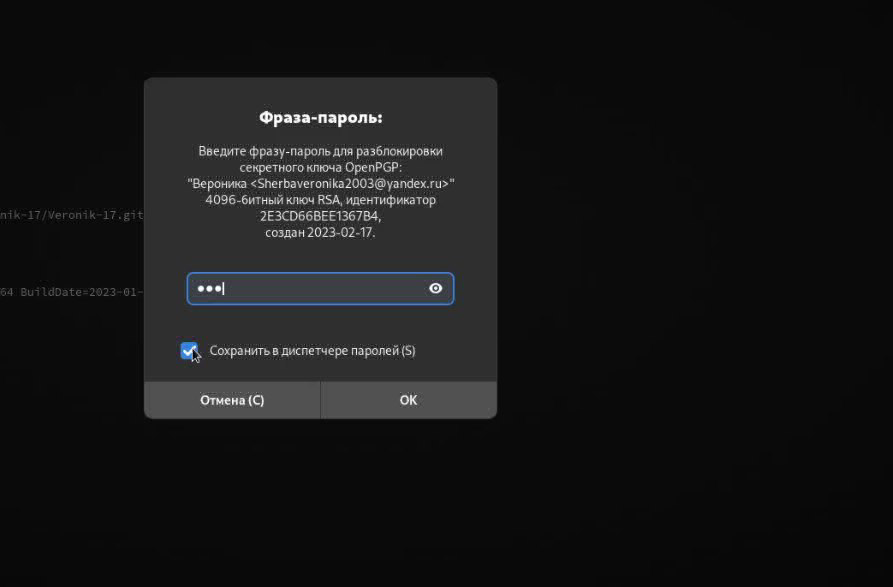 Фраза-пароль:
Введите фразу-пароль для разблокировки
секретного ключа OpenPGP:
"Вероника <Sherbaveronika2003@yandex.ru>"
4096-битный ключ RSA, идентификатор
2E3CD66BEE1367B4,
создан 2023-02-17.
nik-17/Veronik-17.git
64 BuildDate=2023-01-
Сохранить в диспетчере паролей (S)
Отмена (C)
OK